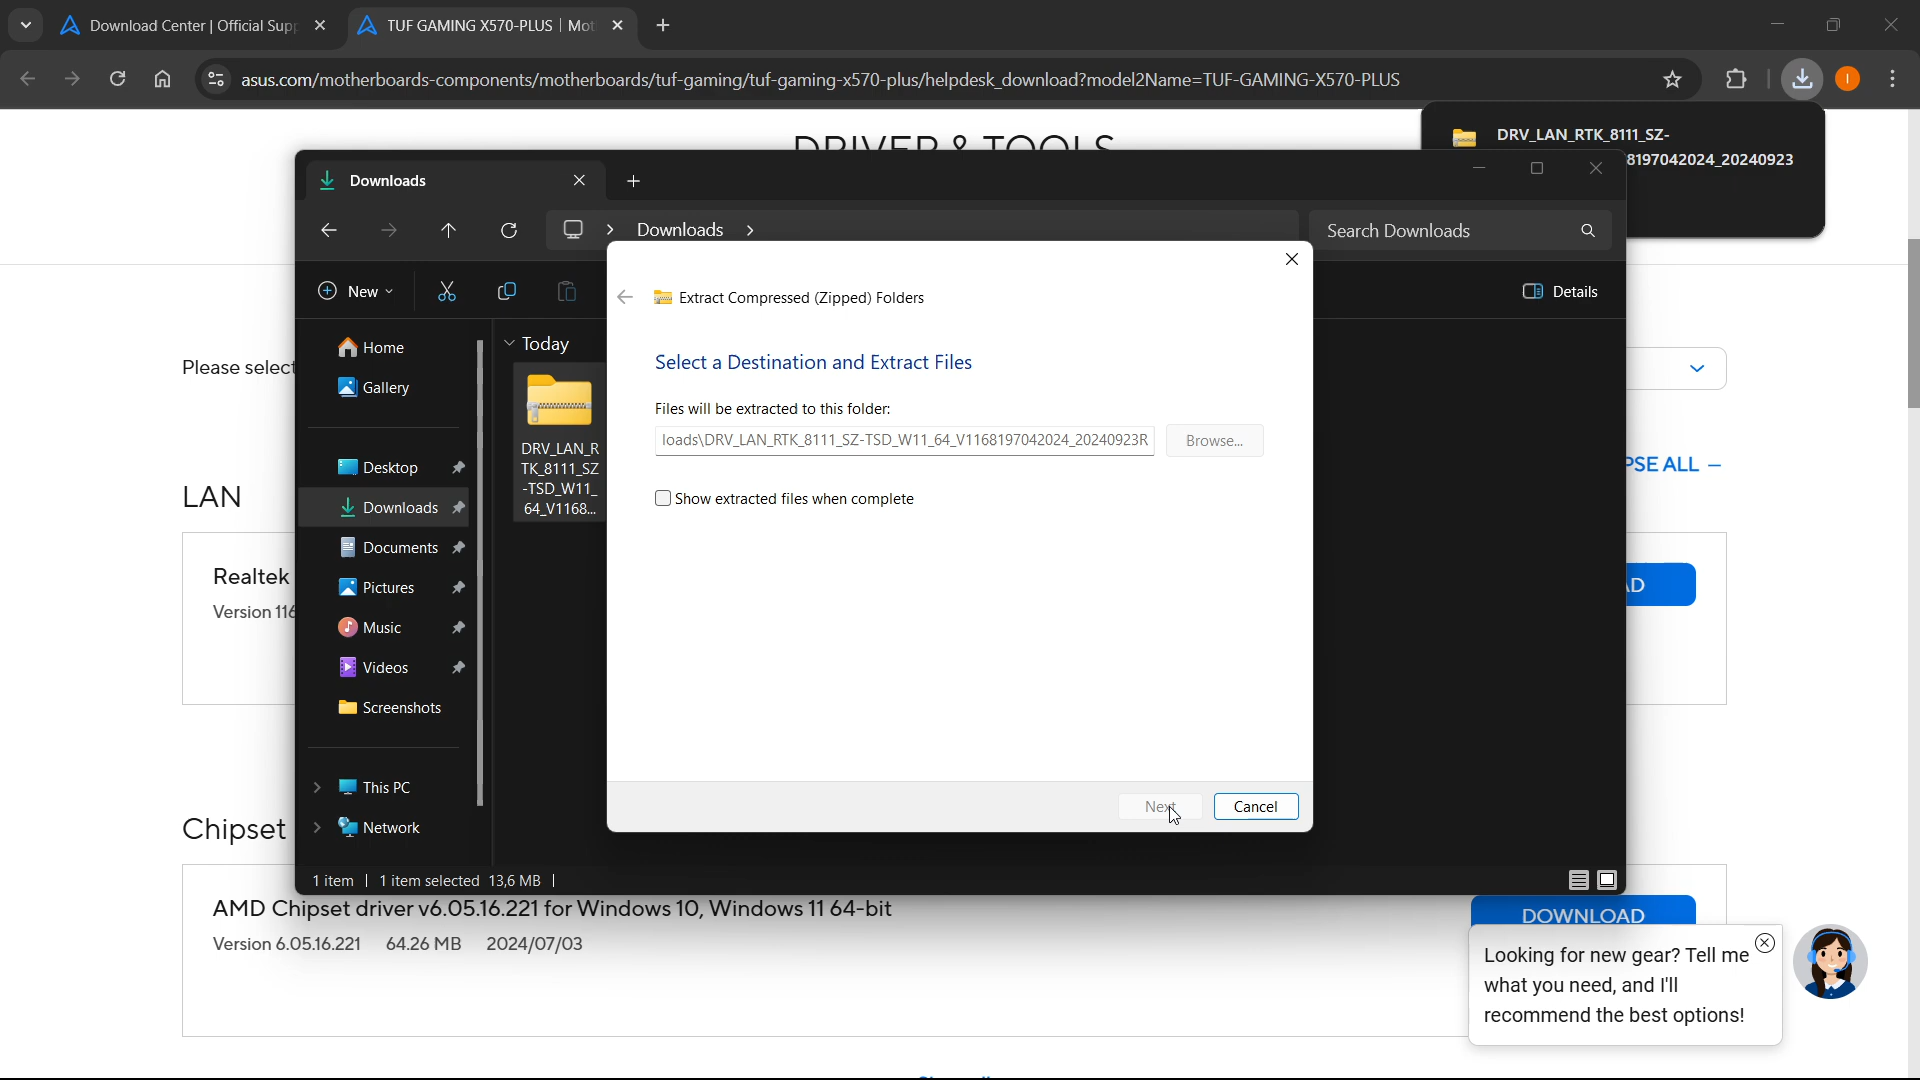 Download Center | Official Supp
TUF GAMING X570-PLUS | Mot
asus.com/motherboards-components/motherboards/tuf-gaming/tuf-gaming-x570-plus/helpdesk_download?model2Name=TUF-GAMING-X570-PLUS
DRIVER & TOOLS
DRV_LAN_RTK_8111_SZ-
8197042024_20240923
Downloads
Downloads
Search Downloads
New
Details
Extract Compressed (Zipped) Folders
Home
Gallery
Today
Please select
Select a Destination and Extract Files
Files will be extracted to this folder:
loads\DRV_LAN_RTK_8111_SZ-TSD_W11_64_V1168197042024_20240923R
Browse...
DRV_LAN_R
TK_8111_SZ
-TSD_W11_
64_V1168...
Show extracted files when complete
PSE ALL
LAN
Desktop
Downloads
Documents
Pictures
Music
Videos
Screenshots
This PC
Network
Realtek
Version 116
AD
Next
Cancel
Chipset
1 item
1 item selected 13,6 MB
AMD Chipset driver v6.05.16.221 for Windows 10, Windows 11 64-bit
Version 6.05.16.221 64.26 MB 2024/07/03
DOWNLOAD
Looking for new gear? Tell me
what you need, and I'll
recommend the best options!